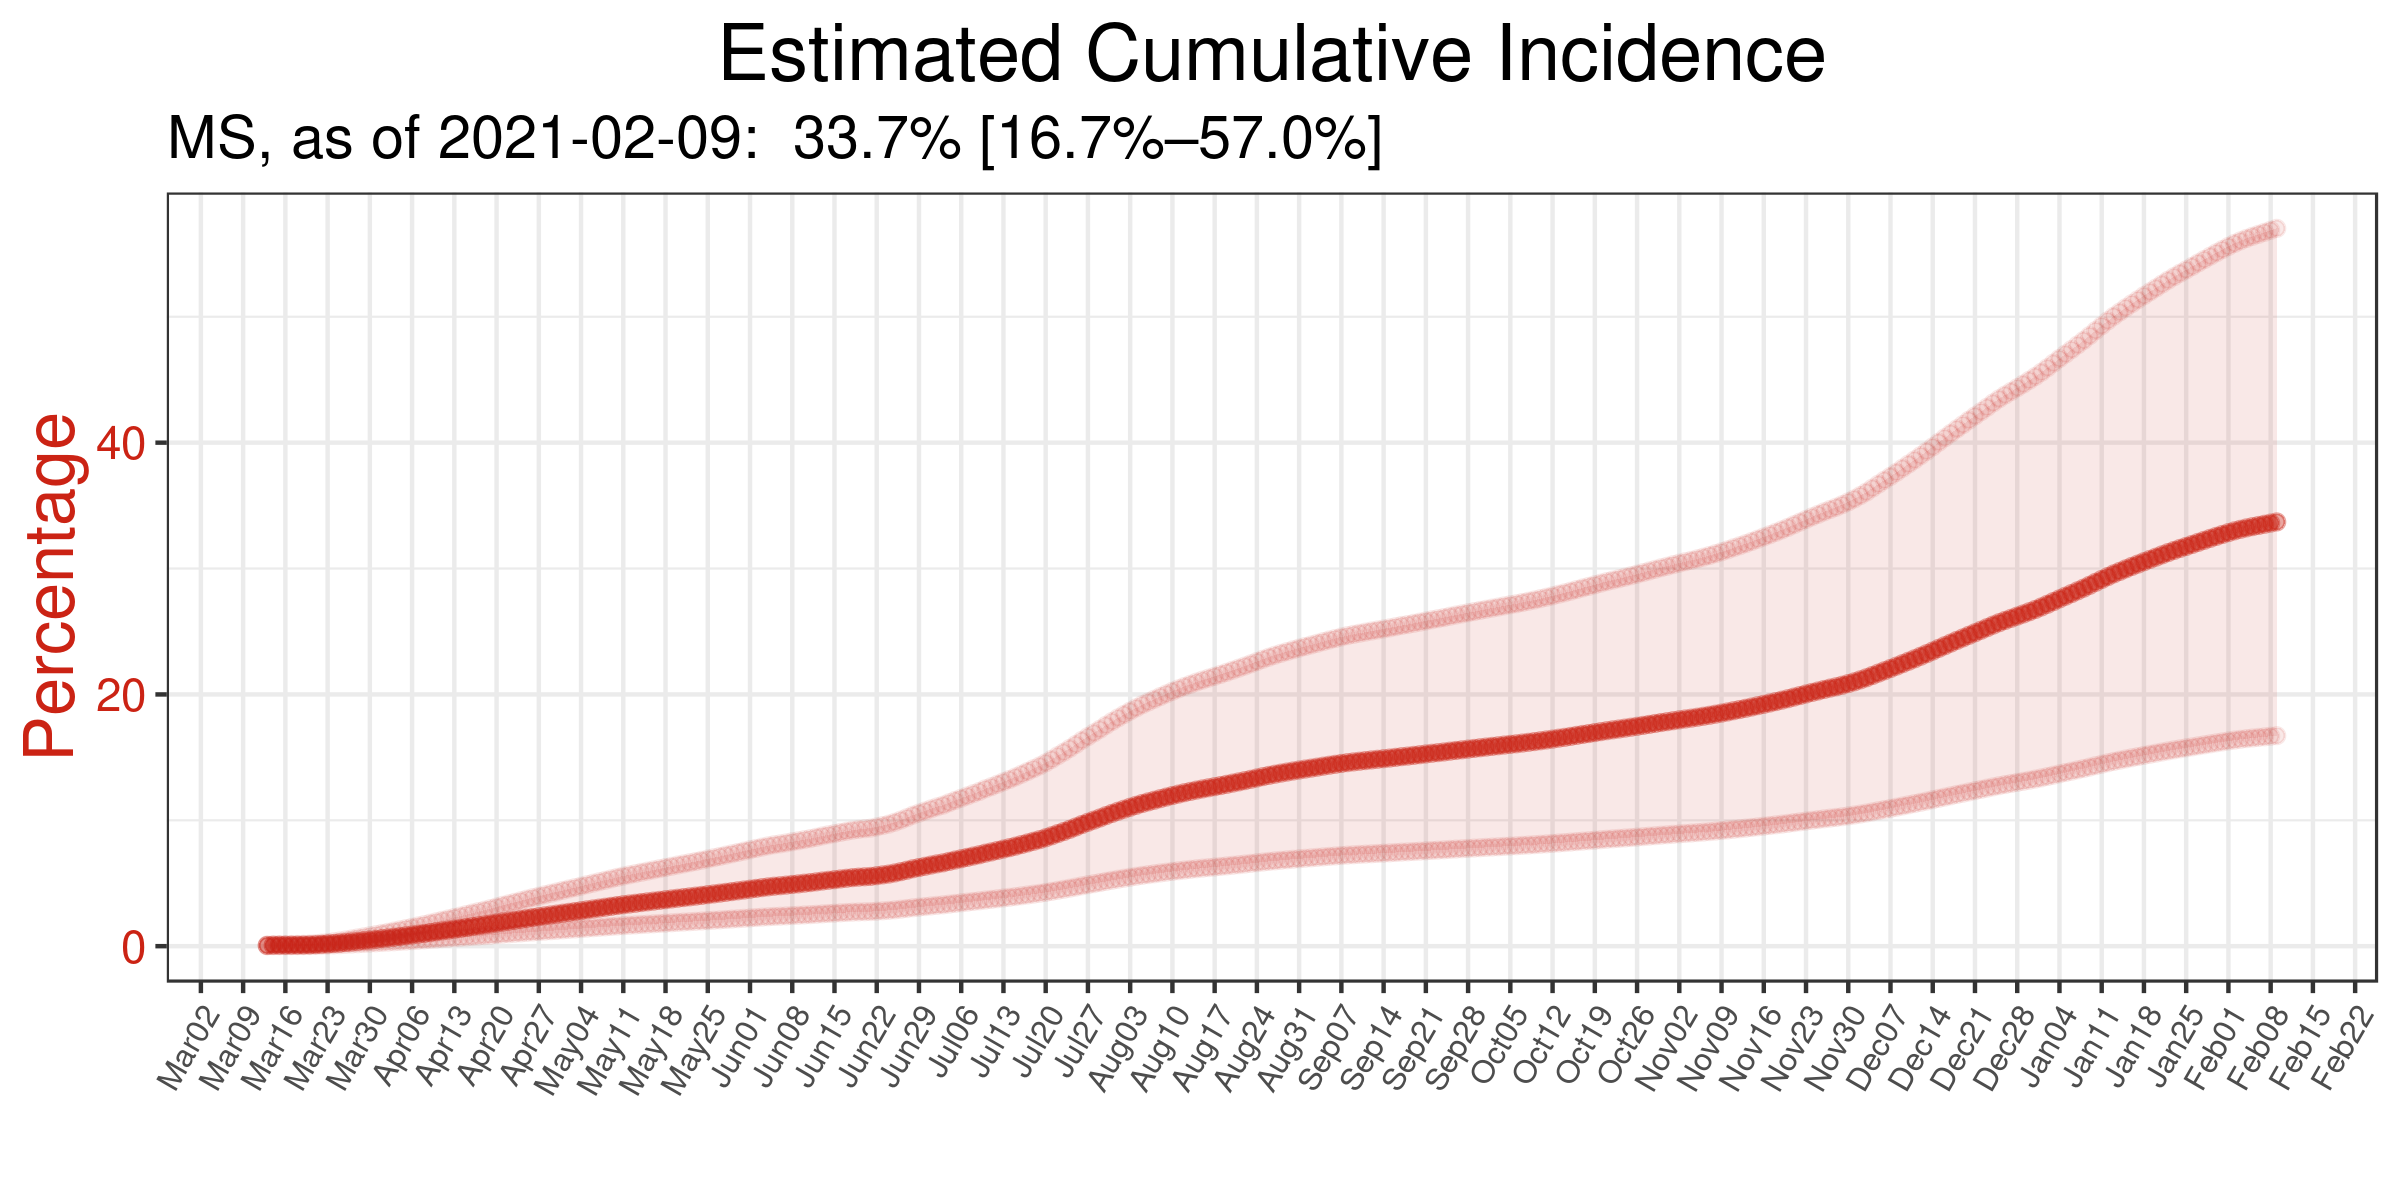 Estimated Cumulative Incidence
MS, as of 2021-02-09:  33.7% [16.7%–57.0%]
Percentage
40
20
0
Mar02
Mar09
Mar16
Mar23
Mar30
Apr06
Apr13
Apr20
Apr27
May04
May11
May18
May25
Jun01
Jun08
Jun15
Jun22
Jun29
Jul06
Jul13
Jul20
Jul27
Aug03
Aug10
Aug17
Aug24
Aug31
Sep07
Sep14
Sep21
Sep28
Oct05
Oct12
Oct19
Oct26
Nov02
Nov09
Nov16
Nov23
Nov30
Dec07
Dec14
Dec21
Dec28
Jan04
Jan11
Jan18
Jan25
Feb01
Feb08
Feb15
Feb22